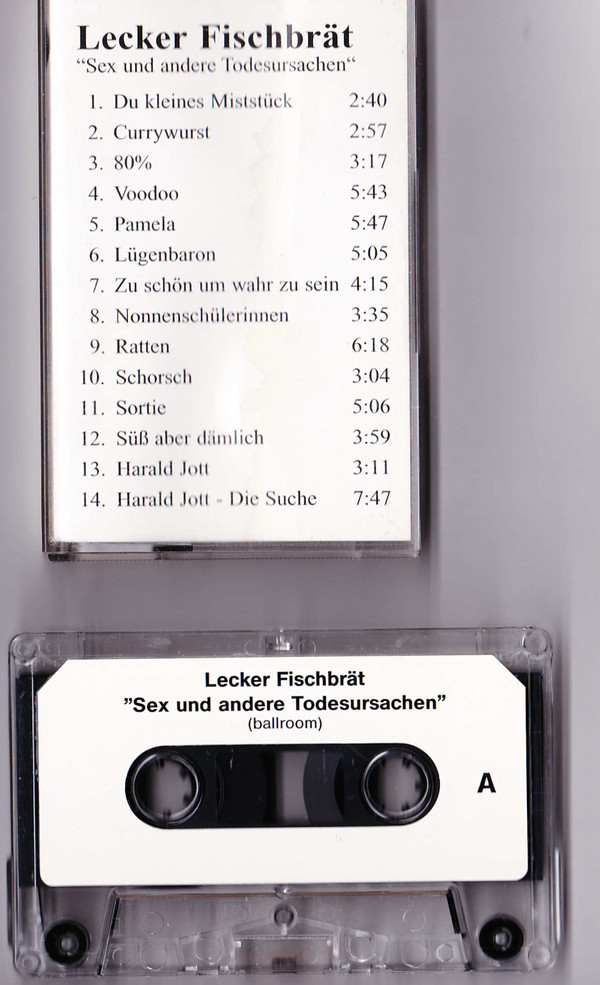 Lecker Fischbrät
“Sex und andere Todesursachen“
1. Du kleines Miststück 2:40
2. Currywurst 2:57
3. 80% 3:17
4. Voodoo 5:43
5. Pamela 5:47
6. Lügenbaron 5:05
7. Zu schön um wahr zu sein 4:15
8. Nonnenschülerinnen 3:35
9. Ratten 6:18
10. Schorsch 3:04
11. Sortie 5:06
12. Süß aber dämlich 3:59
13. Harald Jott 3:11
14. Harald Jott - Die Suche 7:47
Lecker Fischbrät
”Sex und andere Todesursachen”
(ballroom)
A